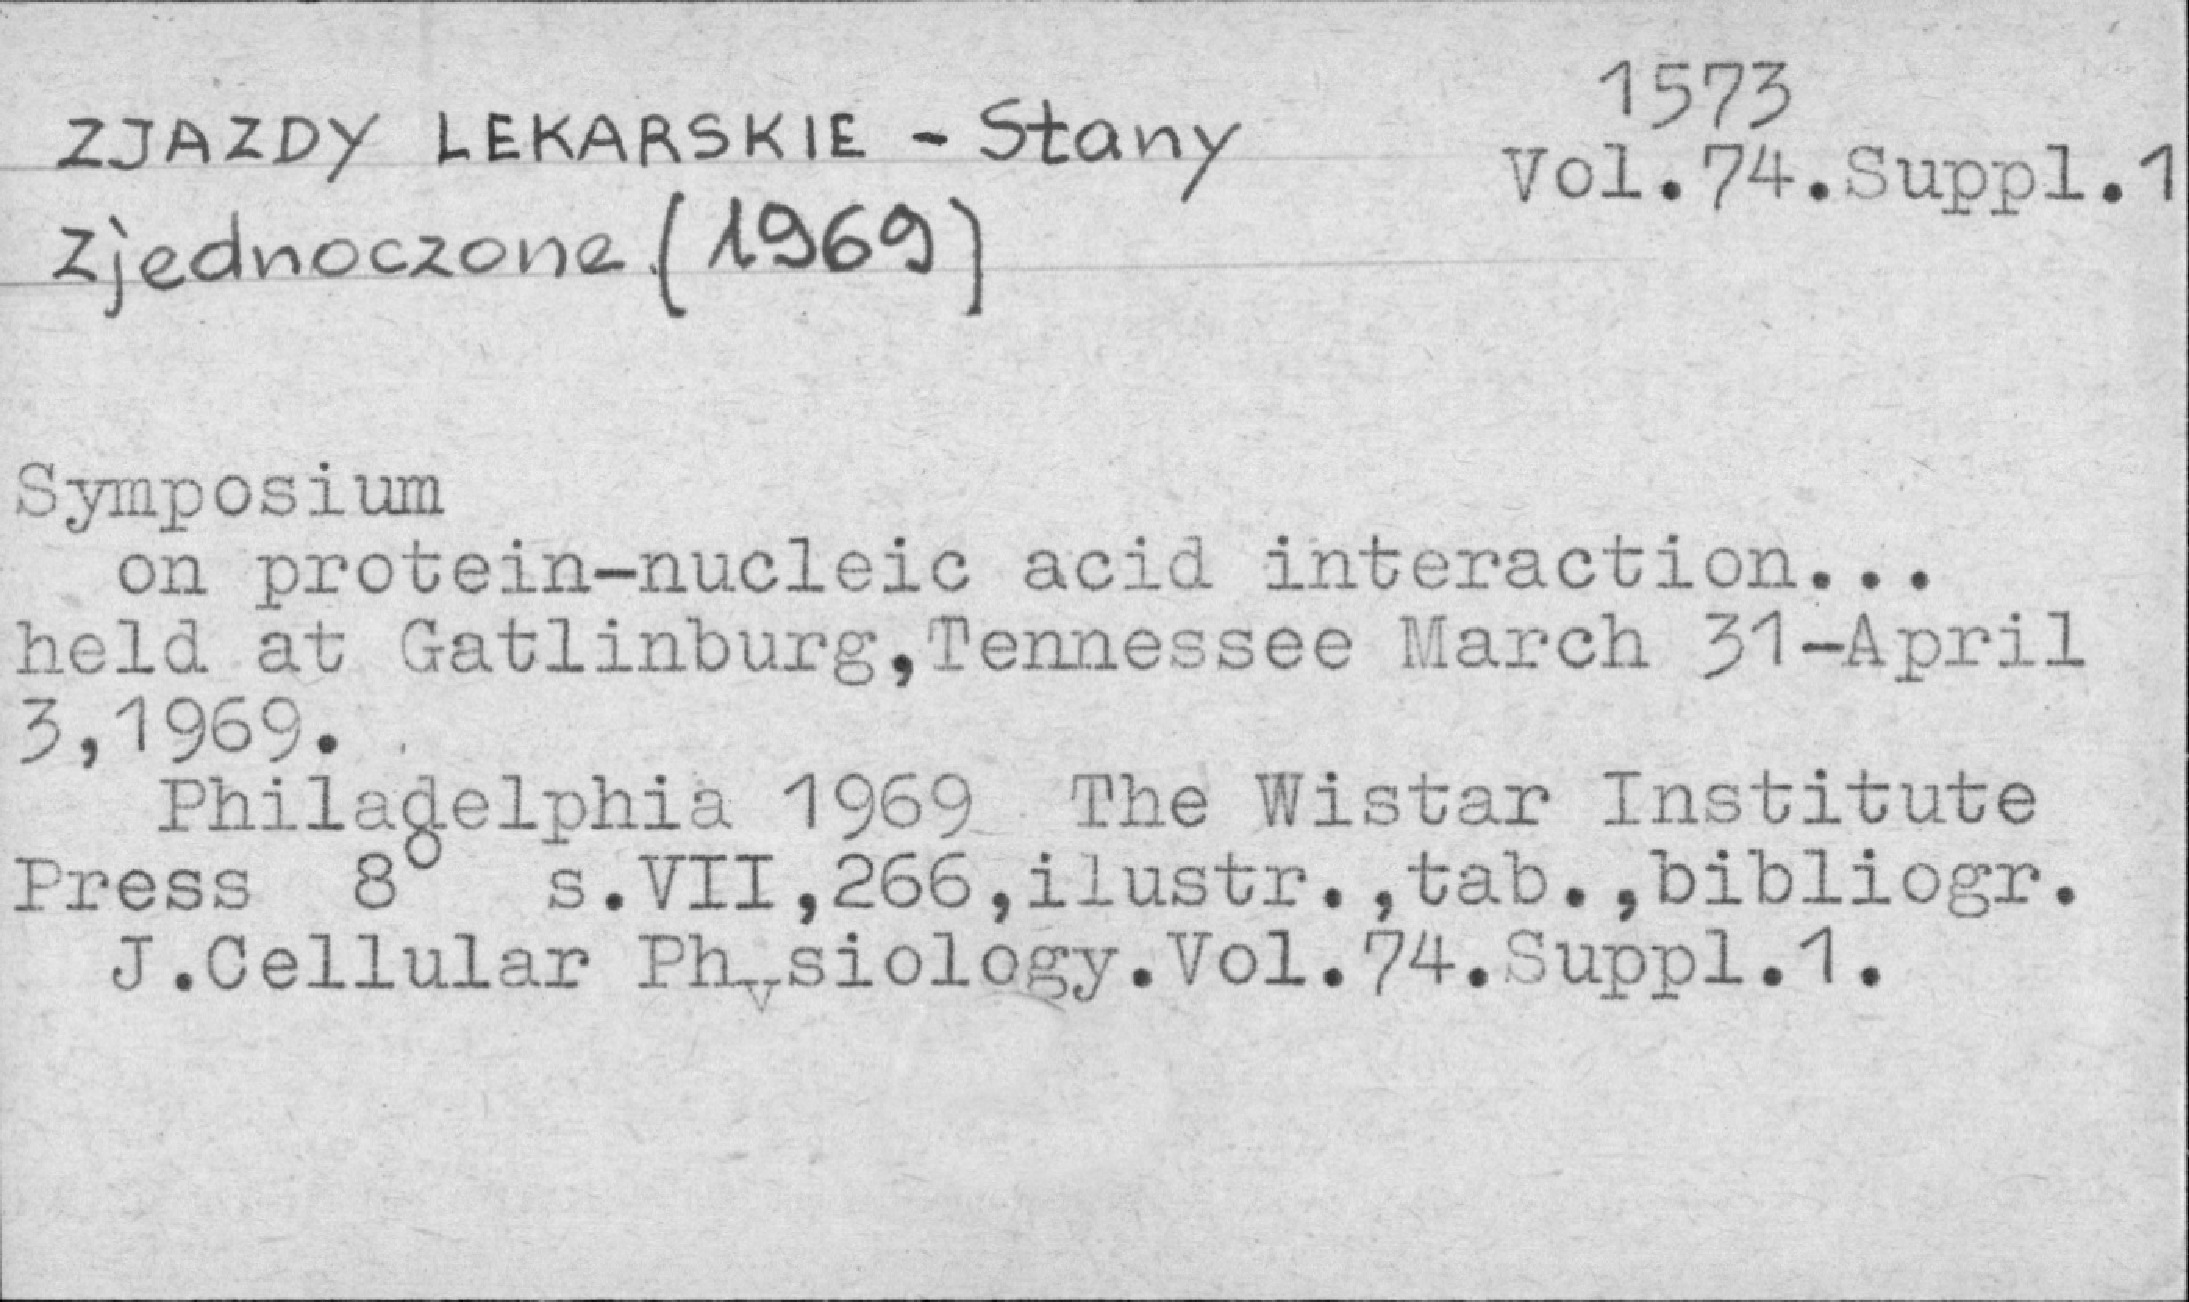 ZJAZDY LEKARSKIE - Stany
Zjednoczone (1969)
1573
Vol.74.Suppl.1
Symposium
on protein-nucleic acid interaction...
held at Gatlinburg,Tennessee March 31-April
3,1969.
Philadelphia 1969 The Wistar Institute
Press 8° s.VII,266,ilustr.,tab.,bibliogr.
J.Cellular Physiology.Vol.74.Suppl.1.